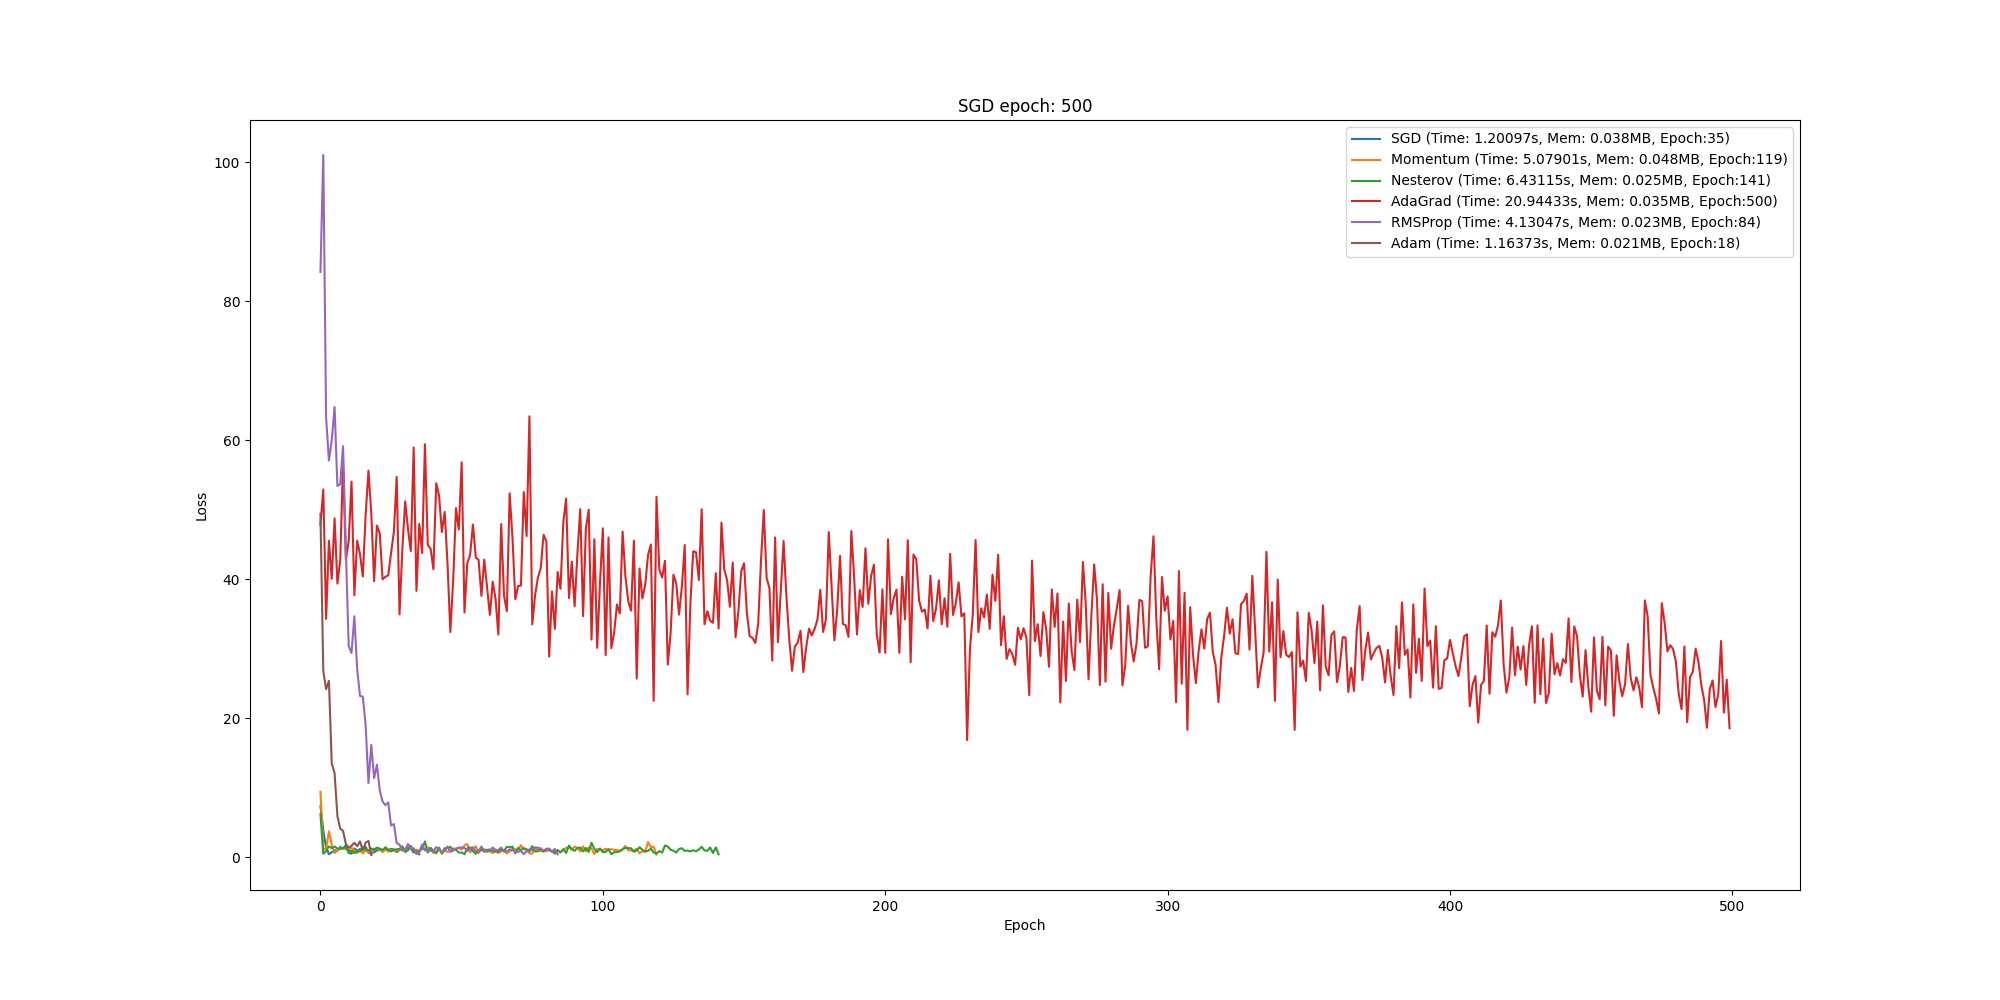 SGD epoch: 500
SGD (Time: 1.20097s, Mem: 0.038MB, Epoch:35)
Momentum (Time: 5.07901s, Mem: 0.048MB, Epoch:119)
Nesterov (Time: 6.43115s, Mem: 0.025MB, Epoch:141)
AdaGrad (Time: 20.94433s, Mem: 0.035MB, Epoch:500)
RMSProp (Time: 4.13047s, Mem: 0.023MB, Epoch:84)
Adam (Time: 1.16373s, Mem: 0.021MB, Epoch:18)
Loss
100
80
60
40
20
0
0 100 200 300 400 500
Epoch